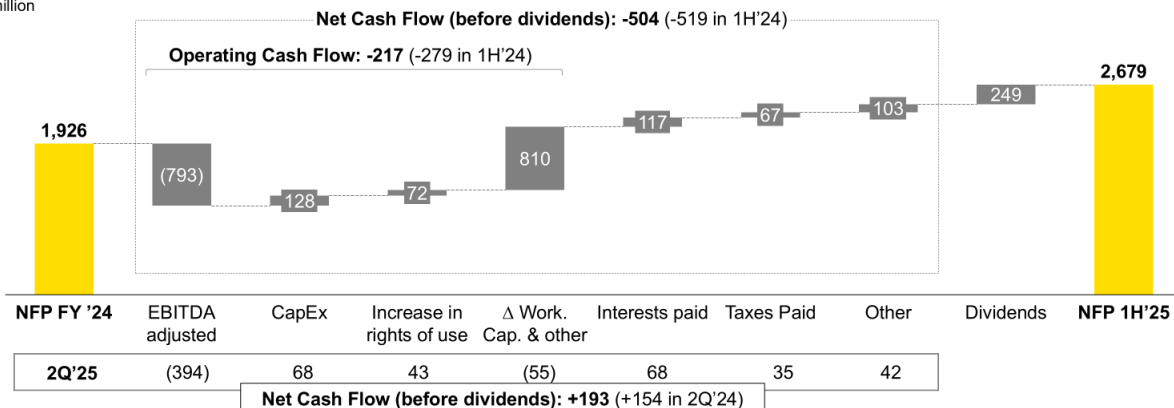 illion
Net Cash Flow (before dividends): -504 (-519 in 1H’24)
Operating Cash Flow: -217 (-279 in 1H’24)
2,679
249
103
67
117
1,926
810
(793)
72
128
NFP FY ’24
EBITDA
adjusted
CapEx
Increase in
rights of use
Δ Work.
Cap. & other
Interests paid
Taxes Paid
Other
Dividends
NFP 1H’25
2Q’25 (394) 68 43 (55) 68 35 42
Net Cash Flow (before dividends): +193 (+154 in 2Q’24)